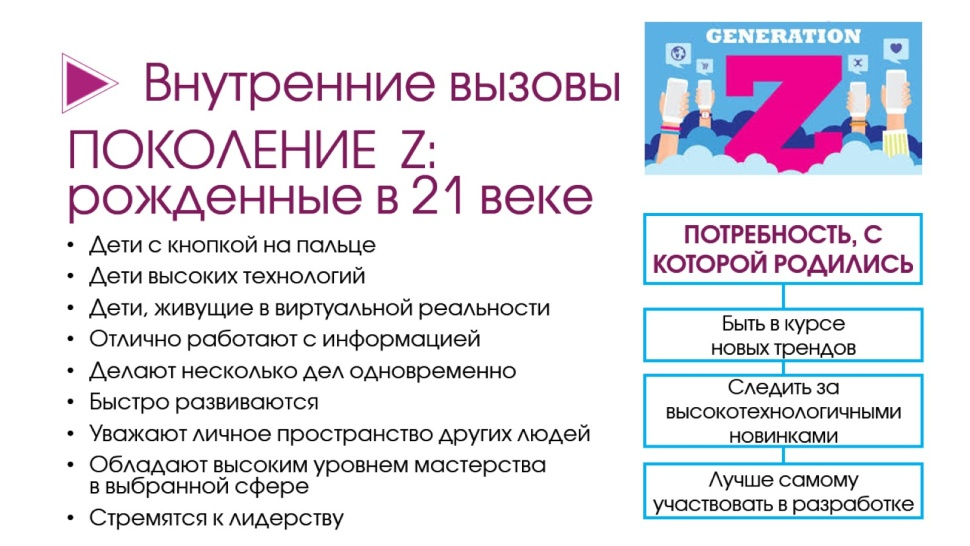 Внутренние вызовы
ПОКОЛЕНИЕ Z:
рожденные в 21 веке
• Дети с кнопкой на пальце
• Дети высоких технологий
• Дети, живущие в виртуальной реальности
• Отлично работают с информацией
• Делают несколько дел одновременно
• Быстро развиваются
• Уважают личное пространство других людей
• Обладают высоким уровнем мастерства
в выбранной сфере
• Стремятся к лидерству
GENERATION
Z
ПОТРЕБНОСТЬ, С
КОТОРОЙ РОДИЛИСЬ
Быть в курсе
новых трендов
Следить за
высокотехнологичными
новинками
Лучше самому
участвовать в разработке